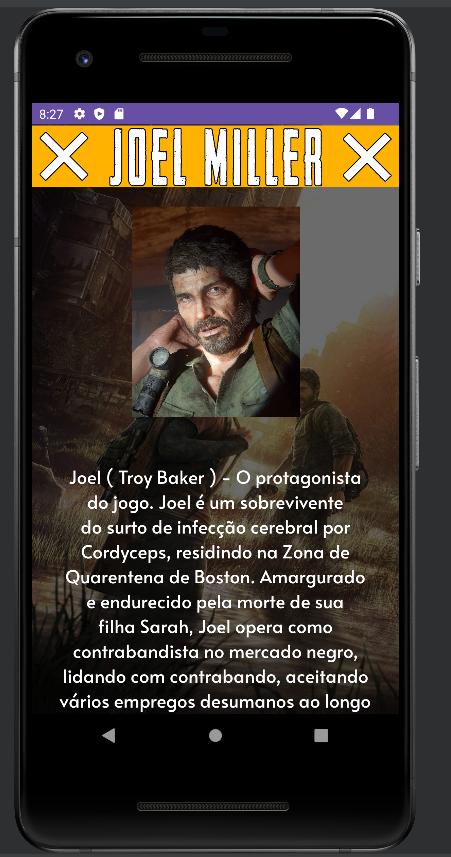 8:27
JOEL MILLER
Joel ( Troy Baker ) - O protagonista
do jogo. Joel é um sobrevivente
do surto de infecção cerebral por
Cordyceps, residindo na Zona de
Quarentena de Boston. Amargurado
e endurecido pela morte de sua
filha Sarah, Joel opera como
contrabandista no mercado negro,
lidando com contrabando, aceitando
vários empregos desumanos ao longo